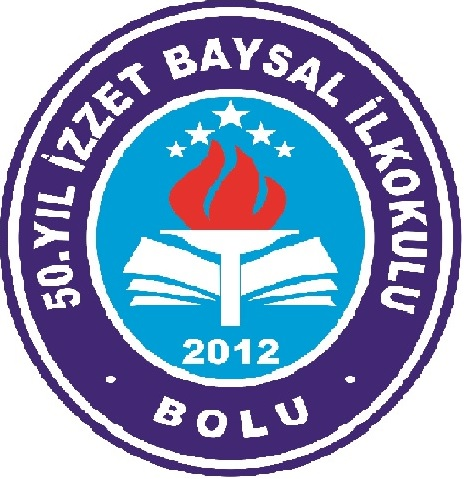 50.YIL İZZET BAYSAL İLKOKULU
2012
· BOLU ·